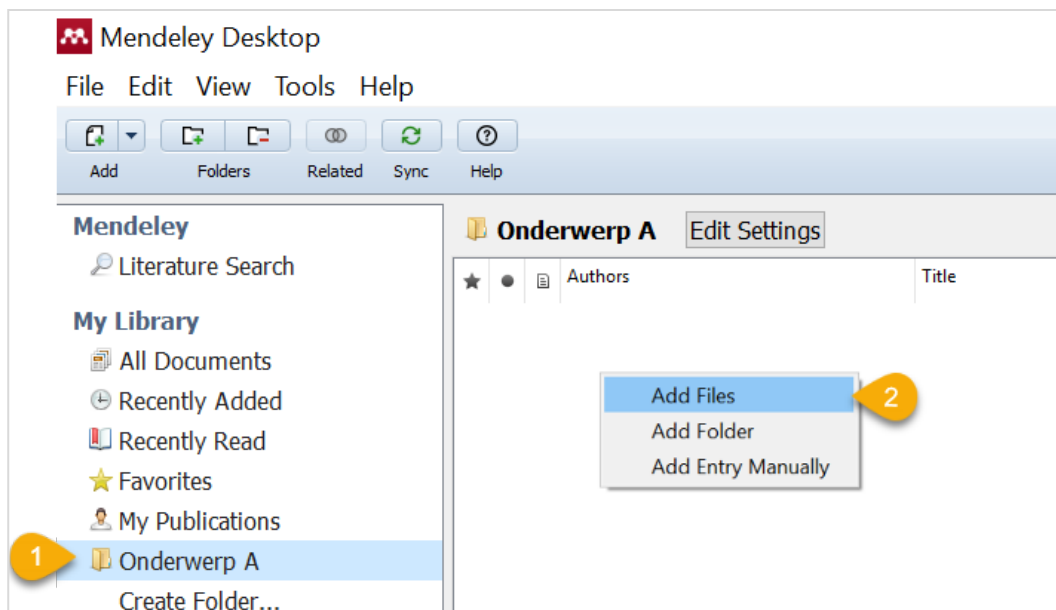 Mendeley Desktop
File Edit View Tools Help
Add Folders Related Sync Help
Mendeley
Literature Search
My Library
All Documents
Recently Added
Recently Read
Favorites
My Publications
1 Onderwerp A
Create Folder...
Onderwerp A Edit Settings
Authors Title
Add Files 2
Add Folder
Add Entry Manually